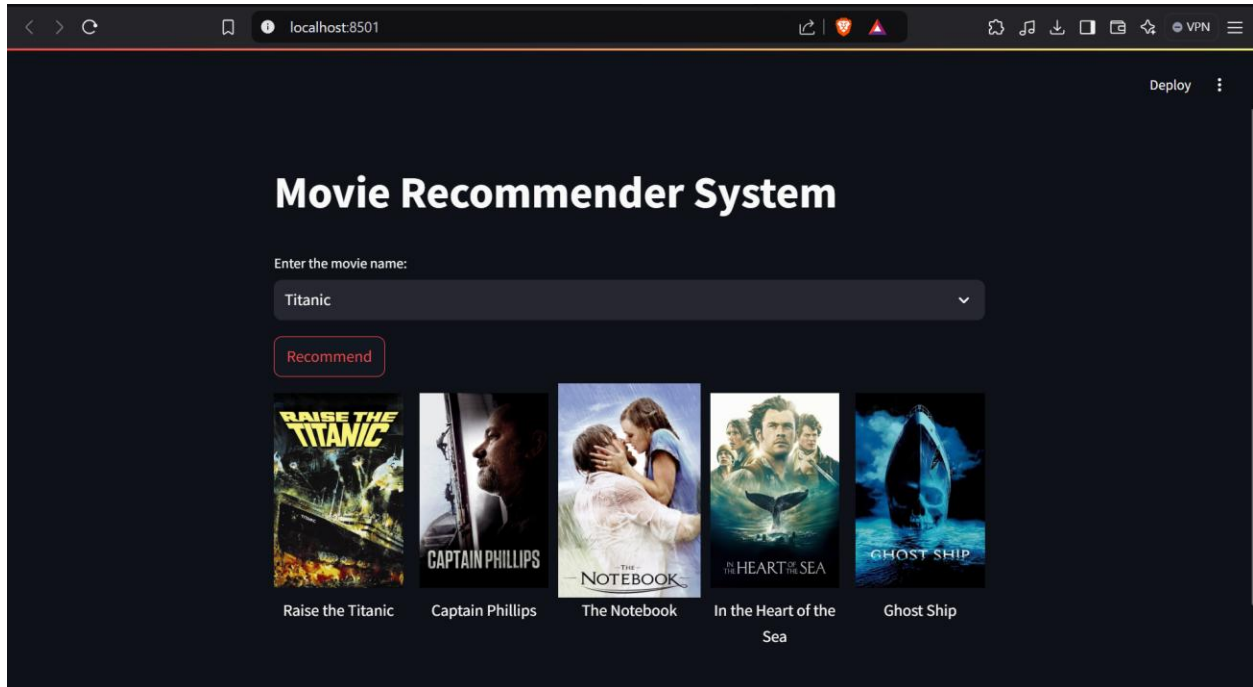 localhost:8501
VPN
Deploy
Movie Recommender System
Enter the movie name:
Titanic
Recommend
RAISE THE
TITANIC
CAPTAIN PHILLIPS
THE
NOTEBOOK
IN THE HEART OF THE SEA
GHOST SHIP
Raise the Titanic
Captain Phillips
The Notebook
In the Heart of the
Sea
Ghost Ship